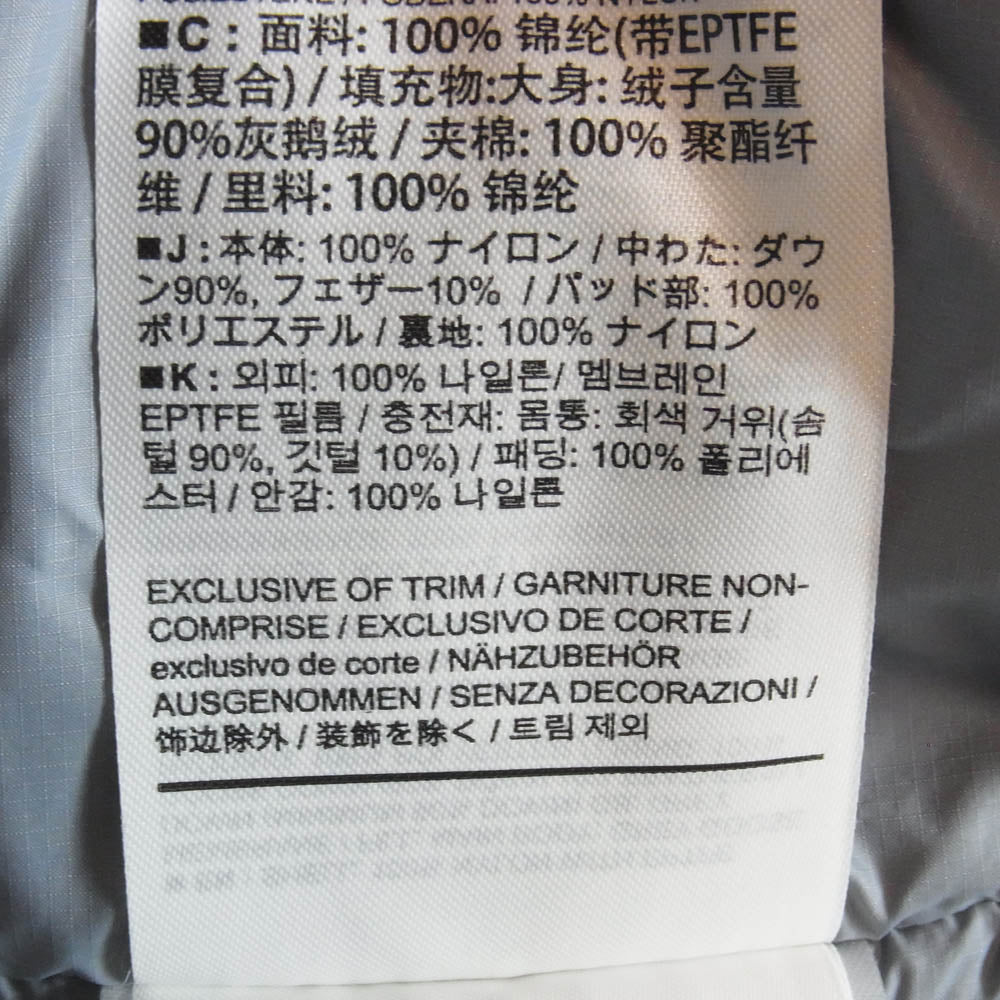 ■C : 面料: 100% 锦纶(带EPTFE
膜复合) / 填充物:大身: 绒子含量
90%灰鹅绒 / 夹棉: 100% 聚酯纤
维 / 里料: 100% 锦纶
■J : 本体: 100% ナイロン / 中わた: ダウ
ン90%, フェザー10% / パッド部: 100%
ポリエステル / 裏地: 100% ナイロン
■K : 외피: 100% 나일론/ 멤브레인
EPTFE 필름 / 충전재: 몸통: 회색 거위(솜
털 90%, 깃털 10%) / 패딩: 100% 폴리에
스터 / 안감: 100% 나일론
EXCLUSIVE OF TRIM / GARNITURE NON-
COMPRISE / EXCLUSIVO DE CORTE /
exclusivo de corte / NÄHZUBEHÖR
AUSGENOMMEN / SENZA DECORAZIONI /
饰边除外 / 装飾を除く / 트림 제외